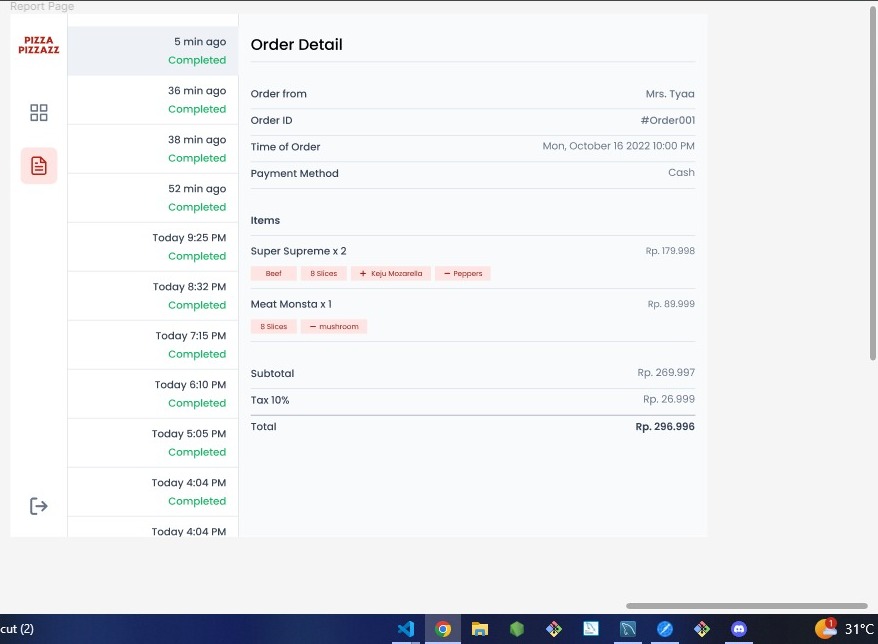 Report Page
PIZZA
PIZZAZZ
5 min ago
Completed
36 min ago
Completed
38 min ago
Completed
52 min ago
Completed
Today 9:25 PM
Completed
Today 8:32 PM
Completed
Today 7:15 PM
Completed
Today 6:10 PM
Completed
Today 5:05 PM
Completed
Today 4:04 PM
Completed
Today 4:04 PM
Order Detail
Order from Mrs. Tyaa
Order ID #Order001
Time of Order Mon, October 16 2022 10:00 PM
Payment Method Cash
Items
Super Supreme x 2 Rp. 179.998
Beef 8 Slices + Keju Mozarella − Peppers
Meat Monsta x 1 Rp. 89.999
8 Slices − mushroom
Subtotal Rp. 269.997
Tax 10% Rp. 26.999
Total Rp. 296.996
cut (2) 1 31°C